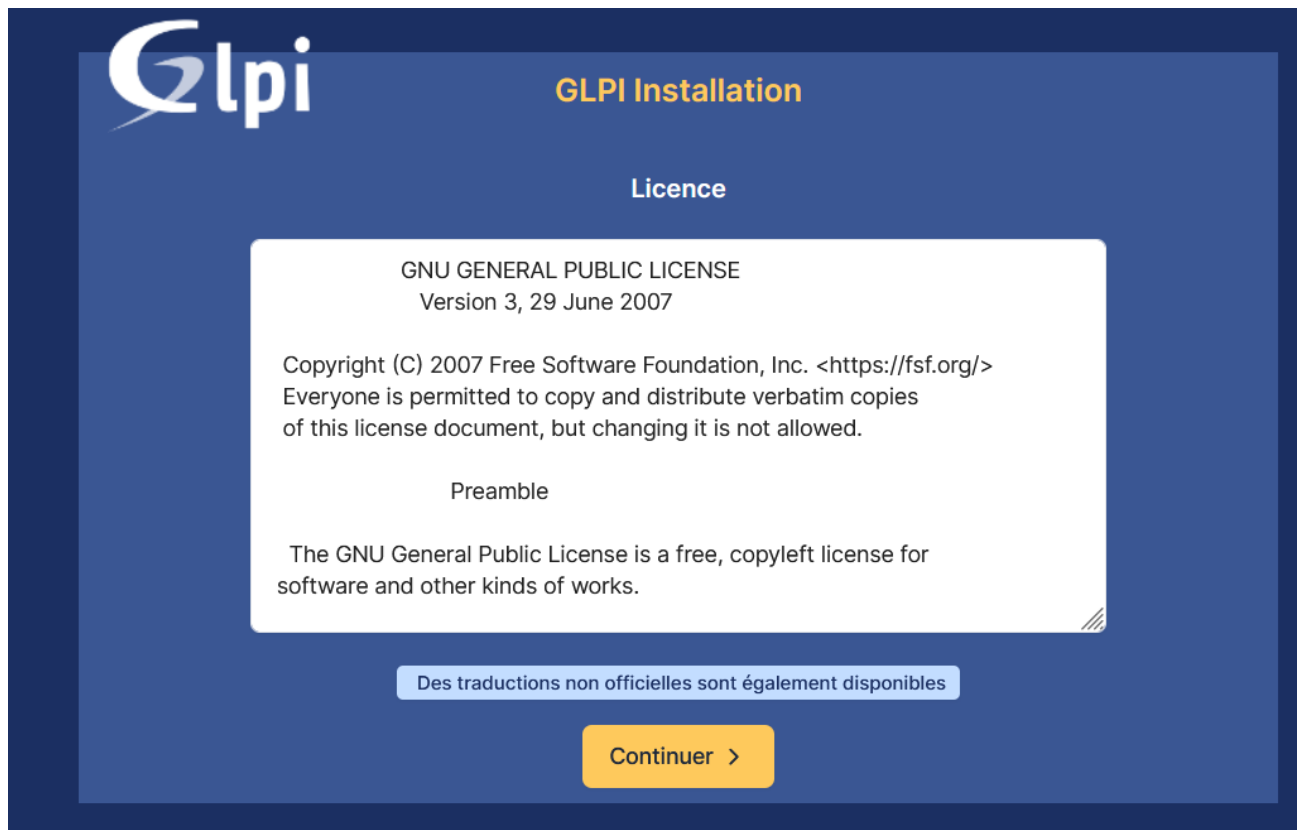 Glpi
GLPI Installation
Licence
GNU GENERAL PUBLIC LICENSE
Version 3, 29 June 2007
Copyright (C) 2007 Free Software Foundation, Inc. <https://fsf.org/>
Everyone is permitted to copy and distribute verbatim copies
of this license document, but changing it is not allowed.
Preamble
The GNU General Public License is a free, copyleft license for
software and other kinds of works.
Des traductions non officielles sont également disponibles
Continuer